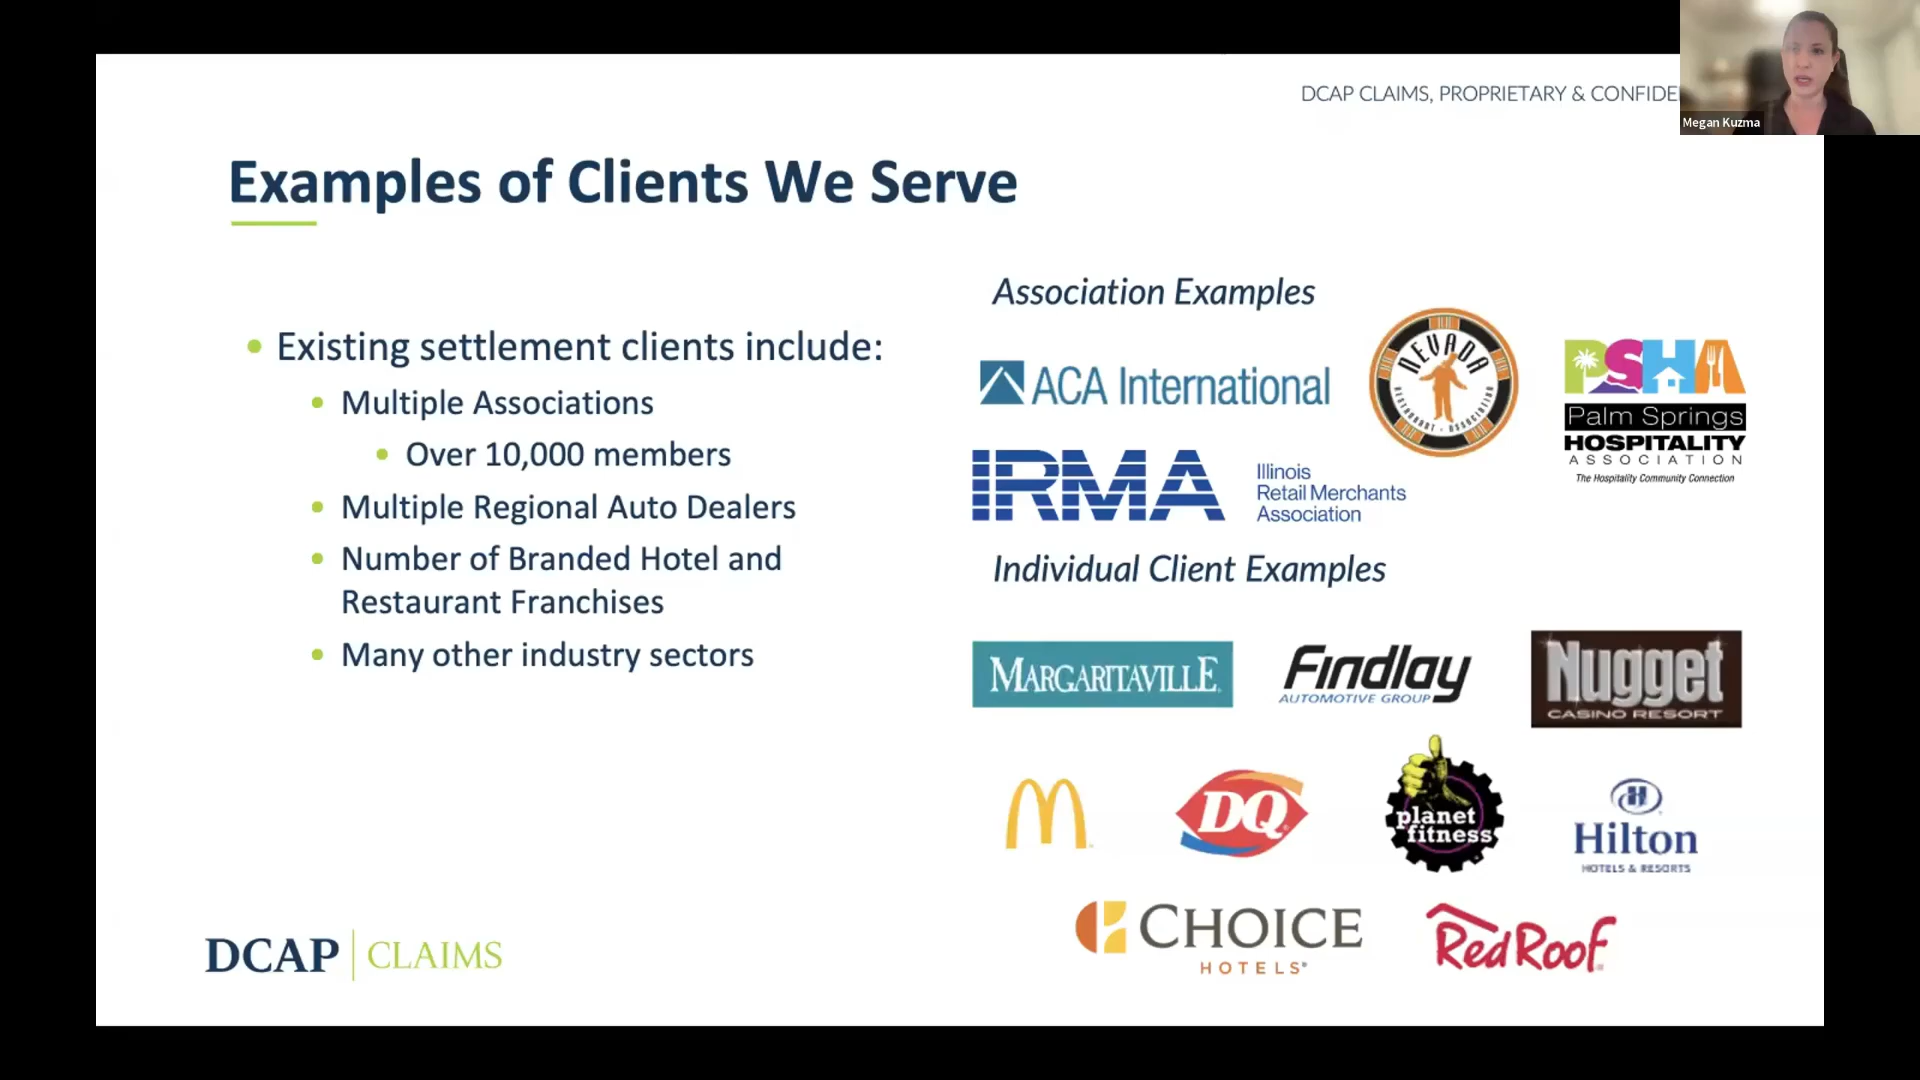 DCAP CLAIMS, PROPRIETARY & CONFIDE
Megan Kuzma
Examples of Clients We Serve
• Existing settlement clients include:
• Multiple Associations
• Over 10,000 members
• Multiple Regional Auto Dealers
• Number of Branded Hotel and
Restaurant Franchises
• Many other industry sectors
Association Examples
ACA International
NEVADA
RESTAURANT ASSOCIATION
PSHA
Palm Springs
HOSPITALITY
ASSOCIATION
The Hospitality Community Connection
IRMA
Illinois
Retail Merchants
Association
Individual Client Examples
MARGARITAVILLE
Findlay
AUTOMOTIVE GROUP
Nugget
CASINO RESORT
M
DQ
planet
fitness
H
Hilton
HOTELS & RESORTS
CHOICE
HOTELS
Red Roof
DCAP | CLAIMS